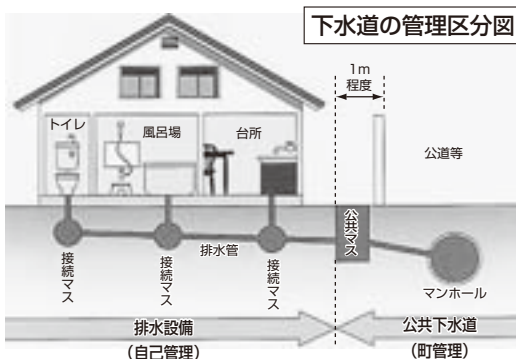 下水道の管理区分図
1m
程度
トイレ
風呂場
台所
公道等
接続マス
接続マス
排水管
接続マス
公共マス
マンホール
排水設備
(自己管理)
公共下水道
(町管理)